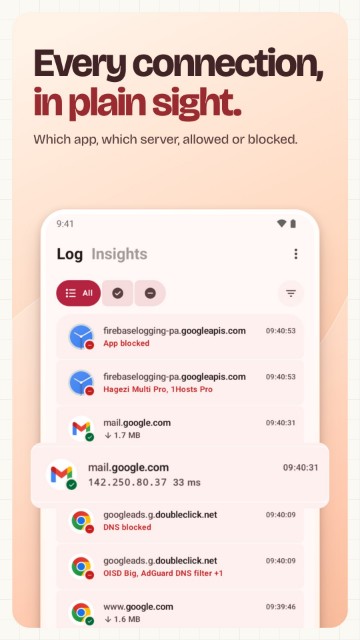 Every connection,
in plain sight.
Which app, which server, allowed or blocked.
9:41
Log Insights
All
firebaselogging-pa.googleapis.com 09:40:53
App blocked
firebaselogging-pa.googleapis.com 09:40:53
Hagezi Multi Pro, 1Hosts Pro
mail.google.com 09:40:31
↓ 1.7 MB
mail.google.com 09:40:31
142.250.80.37 33 ms
googleads.g.doubleclick.net 09:40:09
DNS blocked
googleads.g.doubleclick.net 09:40:09
OISD Big, AdGuard DNS filter +1
www.google.com 09:39:46
↓ 1.6 MB